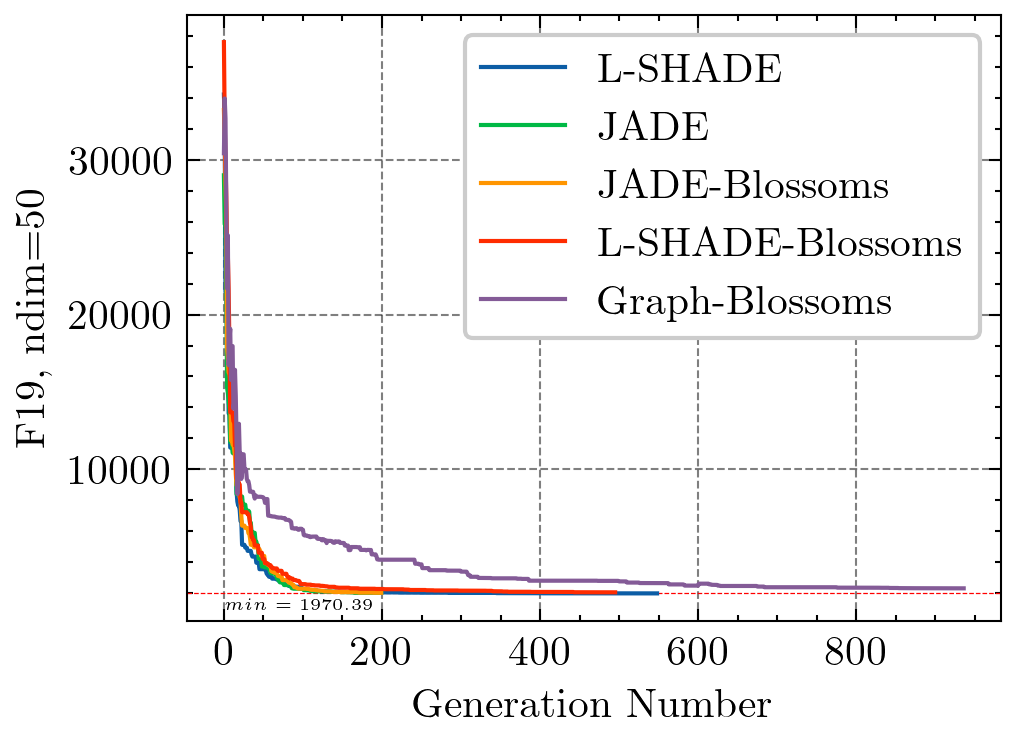 F19, ndim=50
30000
20000
10000
L-SHADE
JADE
JADE-Blossoms
L-SHADE-Blossoms
Graph-Blossoms
min = 1970.39
0 200 400 600 800
Generation Number